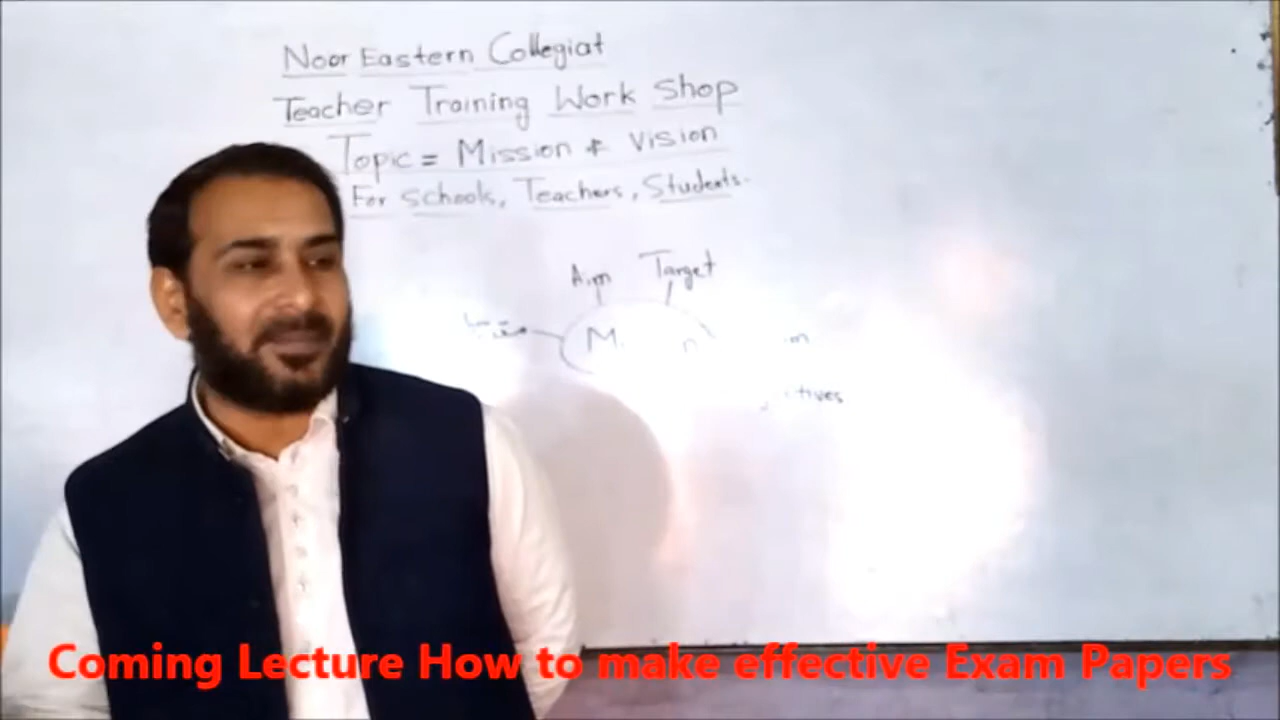 Noor Eastern Collegiat
Teacher Training Work Shop
Topic = Mission & Vision
For Schools, Teachers, Students.
Aim Target
M
Coming Lecture How to make effective Exam Papers